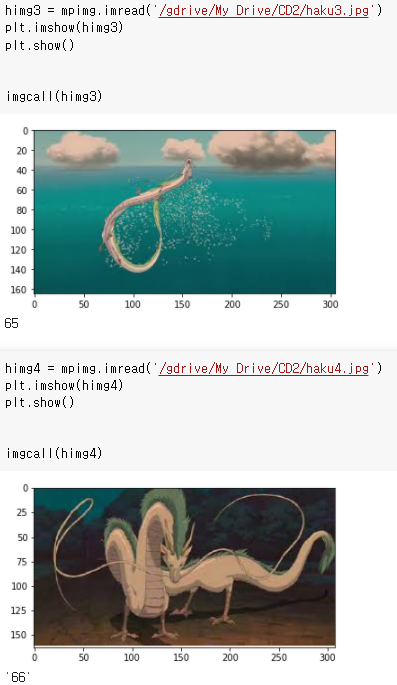 himg3 = mpimg.imread('/gdrive/My Drive/CD2/haku3.jpg')
plt.imshow(himg3)
plt.show()
imgcall(himg3)
0
20
40
60
80
100
120
140
160
0 50 100 150 200 250 300
65
himg4 = mpimg.imread('/gdrive/My Drive/CD2/haku4.jpg')
plt.imshow(himg4)
plt.show()
imgcall(himg4)
0
25
50
75
100
125
150
0 50 100 150 200 250 300
'66'